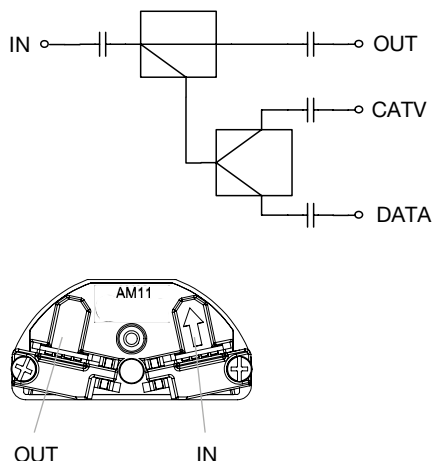 IN
OUT
CATV
DATA
AM11
OUT
IN